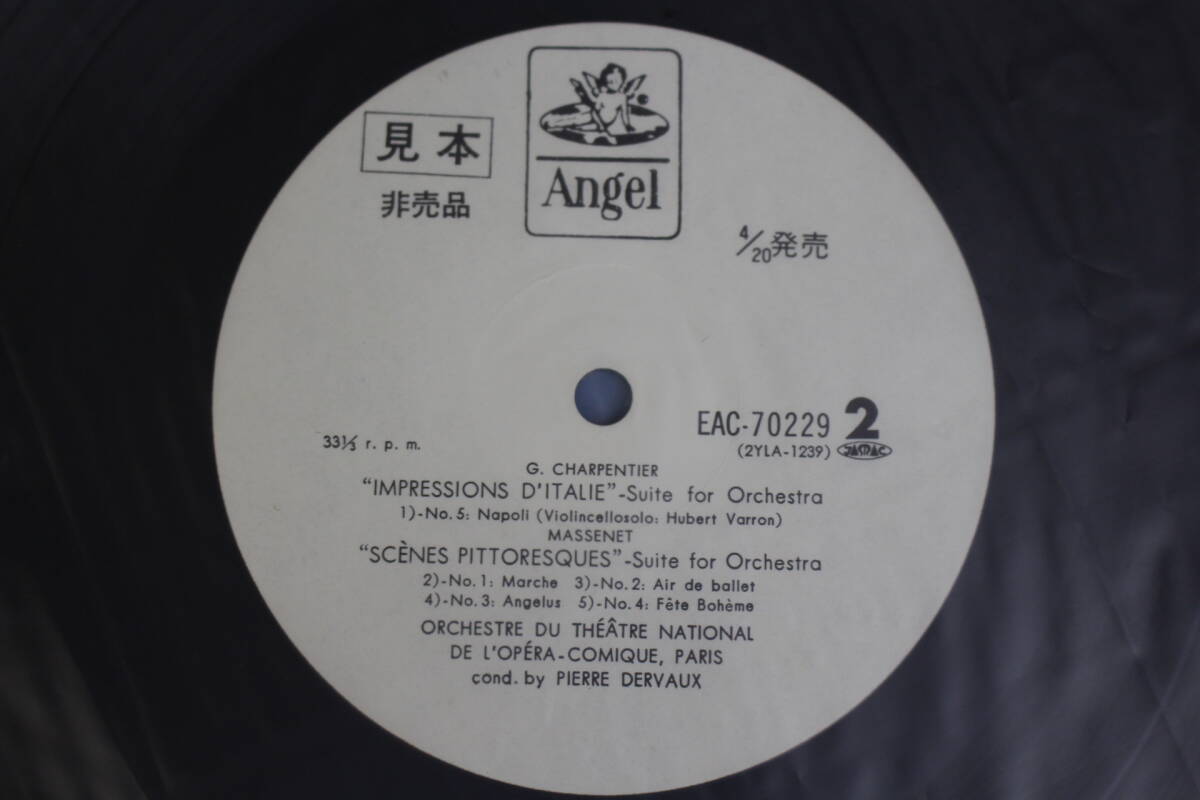 見本
非売品
Angel
4/20発売
EAC-70229 2
33⅓ r. p. m.
(2YLA-1239) JASRAC
G. CHARPENTIER
“IMPRESSIONS D'ITALIE”-Suite for Orchestra
1)-No. 5: Napoli (Violincellosolo: Hubert Varron)
MASSENET
“SCÈNES PITTORESQUES”-Suite for Orchestra
2)-No. 1: Marche 3)-No. 2: Air de ballet
4)-No. 3: Angelus 5)-No. 4: Fête Bohème
ORCHESTRE DU THÉÂTRE NATIONAL
DE L'OPÉRA-COMIQUE, PARIS
cond. by PIERRE DERVAUX